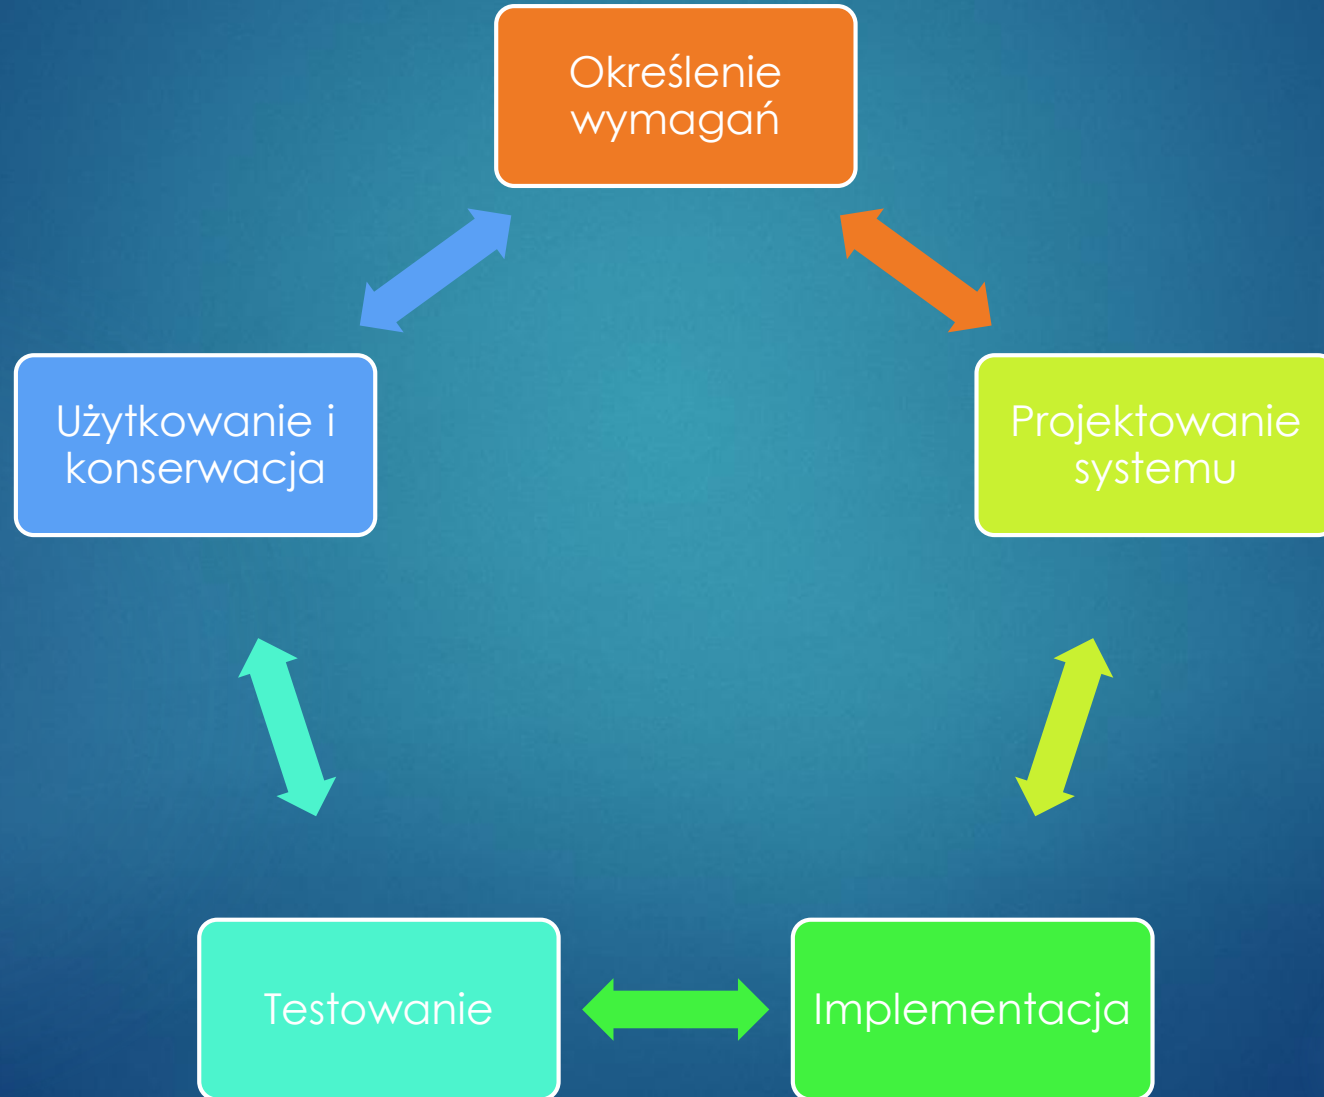 Określenie
wymagań
Projektowanie
systemu
Implementacja
Testowanie
Użytkowanie i
konserwacja